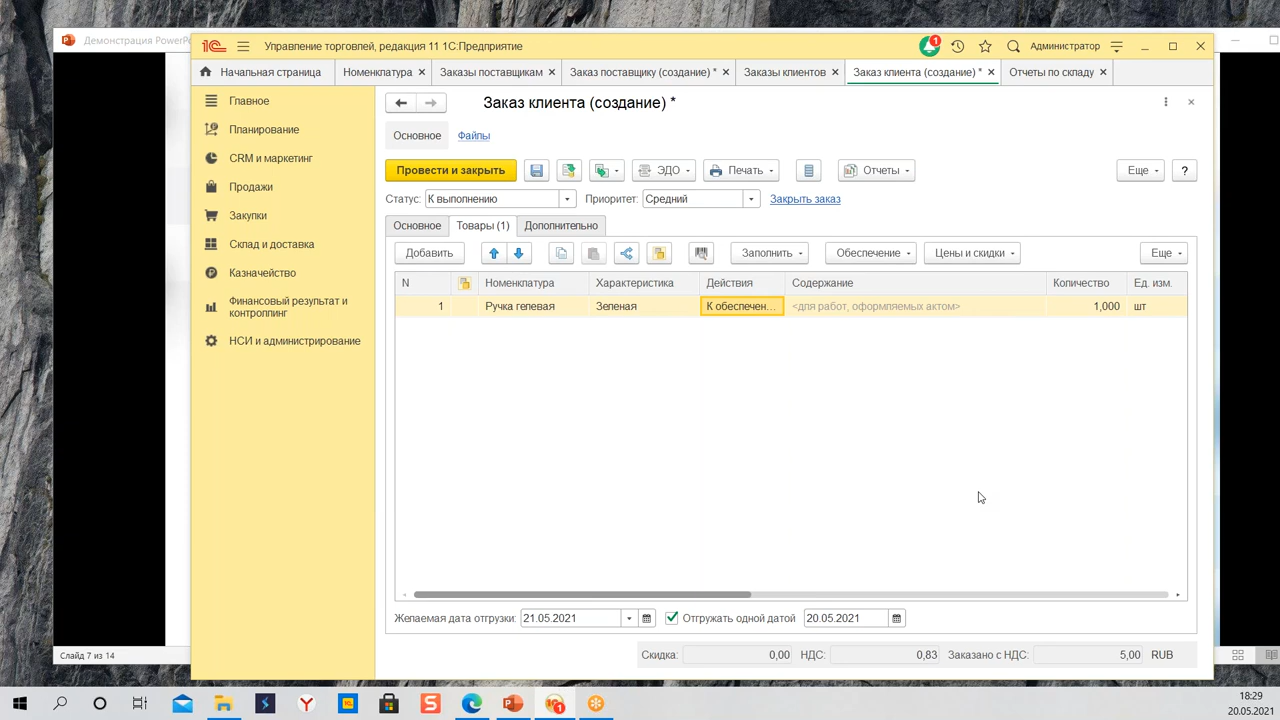 Демонстрация PowerPo
1С Управление торговлей, редакция 11 1С:Предприятие 1 Администратор
Начальная страница Номенклатура Заказы поставщикам Заказ поставщику (создание) * Заказы клиентов Заказ клиента (создание) * Отчеты по складу
Главное
Планирование
CRM и маркетинг
Продажи
Закупки
Склад и доставка
Казначейство
Финансовый результат и
контроллинг
НСИ и администрирование
Заказ клиента (создание) *
Основное Файлы
Провести и закрыть ЭДО Печать Отчеты Еще ?
Статус: К выполнению Приоритет: Средний Закрыть заказ
Основное Товары (1) Дополнительно
Добавить Заполнить Обеспечение Цены и скидки Еще
N Номенклатура Характеристика Действия Содержание Количество Ед. изм.
1 Ручка гелевая Зеленая К обеспечен... <для работ, оформляемых актом> 1,000 шт
Желаемая дата отгрузки: 21.05.2021 Отгружать одной датой 20.05.2021
Скидка: 0,83 Заказано с НДС: 5,00 RUB
Слайд 7 из 14
18:29
20.05.2021